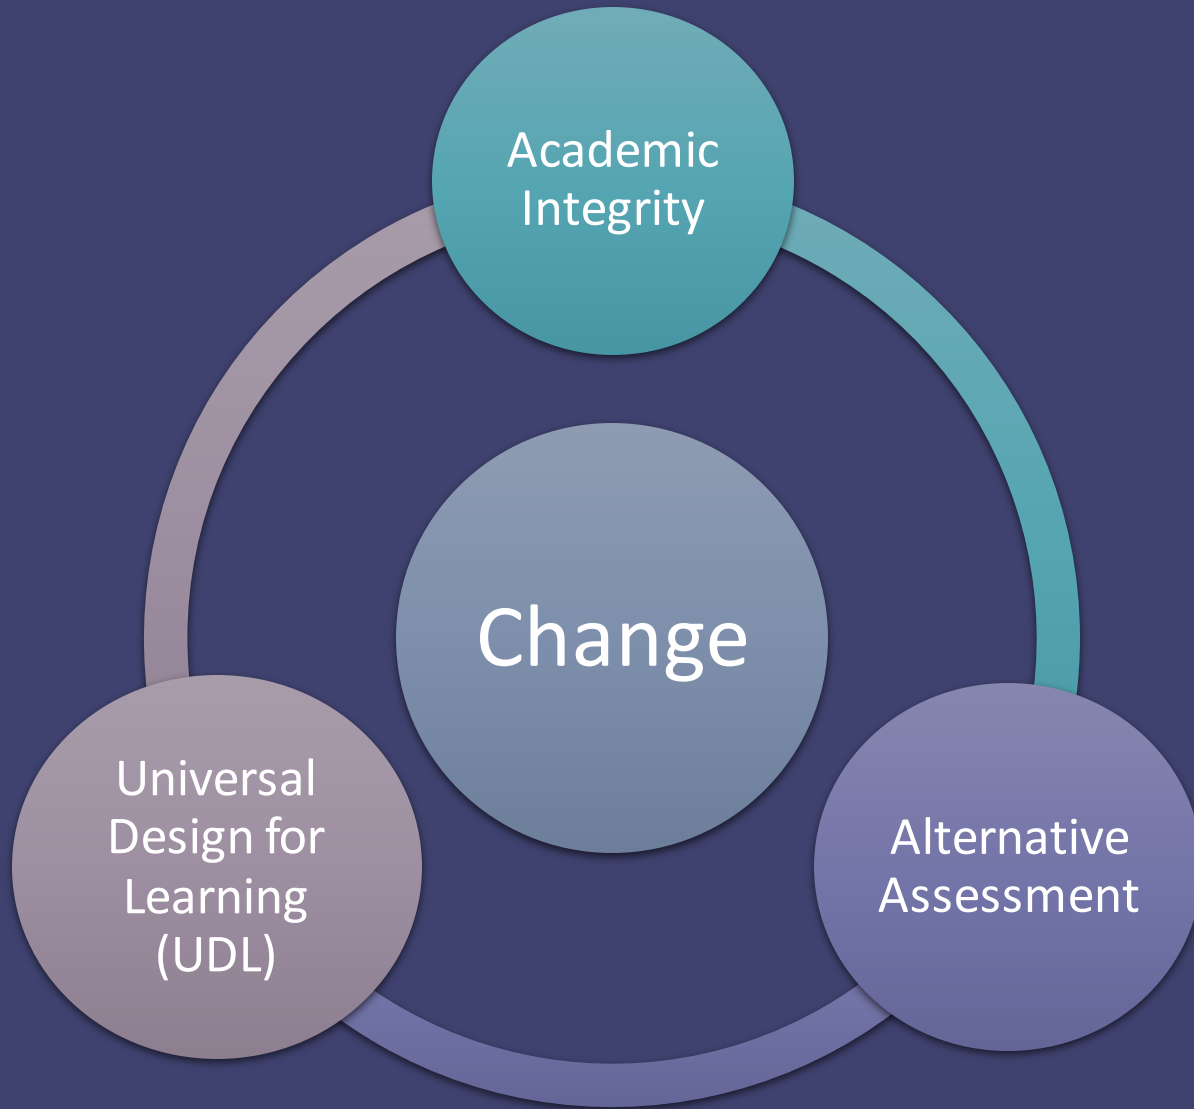 Academic
Integrity
Change
Universal
Design for
Learning
(UDL)
Alternative
Assessment